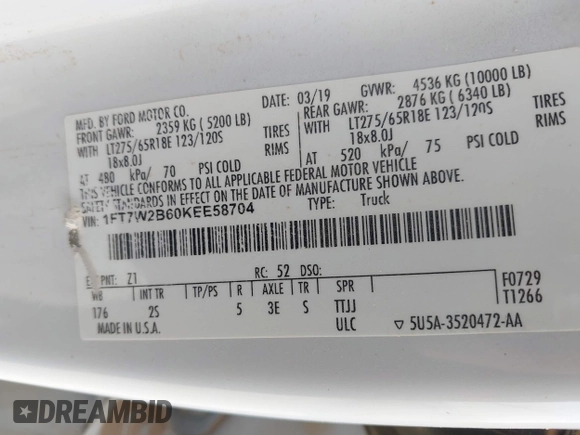 MFD. BY FORD MOTOR CO. DATE: 03/19 GVWR: 4536 KG (10000 LB)
FRONT GAWR: 2359 KG (5200 LB) REAR GAWR: 2876 KG (6340 LB)
WITH LT275/65R18E 123/120S TIRES WITH LT275/65R18E 123/120S TIRES
18x8.0J RIMS 18x8.0J RIMS
AT 480 kPa/ 70 PSI COLD AT 520 kPa/ 75 PSI COLD
THIS VEHICLE CONFORMS TO ALL APPLICABLE FEDERAL MOTOR VEHICLE
SAFETY STANDARDS IN EFFECT ON THE DATE OF MANUFACTURE SHOWN ABOVE.
VIN: 1FT7W2B60KEE58704 TYPE: Truck
EXT PNT: Z1 RC: 52 DSO: F0729
WB INT TR TP/PS R AXLE TR SPR T1266
176 2S 5 3E S TTJJ
MADE IN U.S.A. ULC 5U5A-3520472-AA
DREAMBID